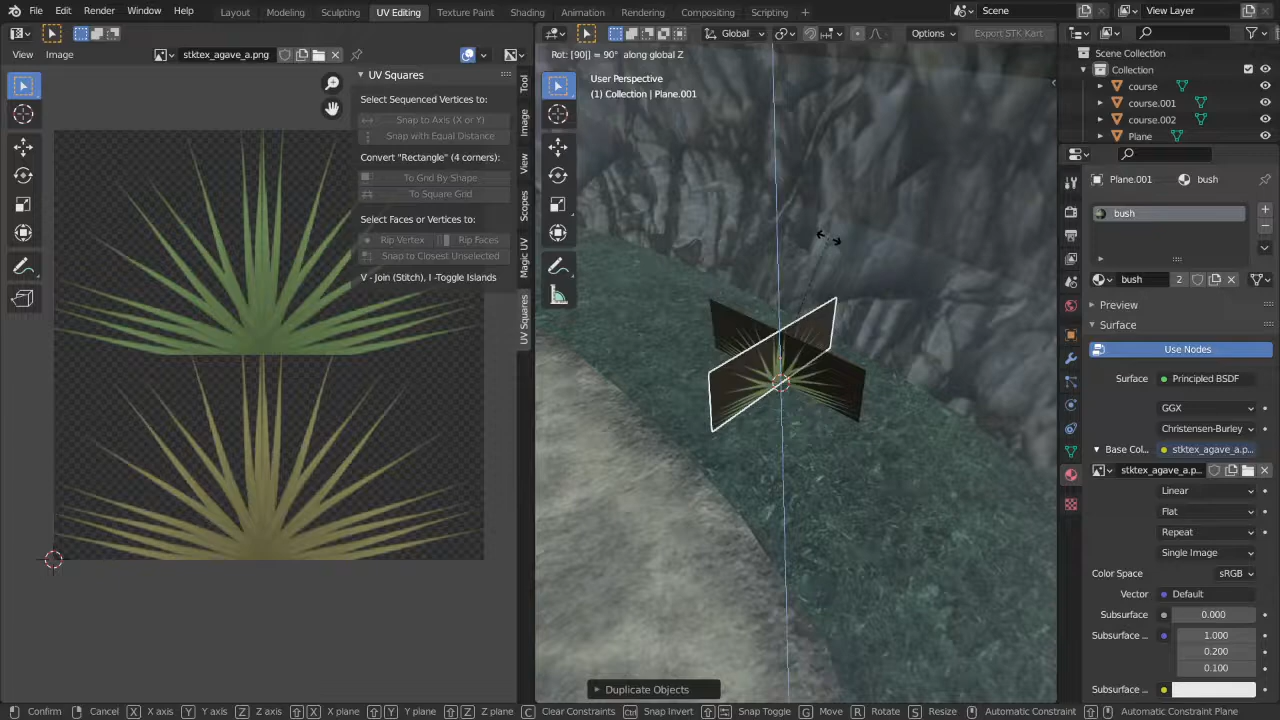 File Edit Render Window Help Layout Modeling Sculpting UV Editing Texture Paint Shading Animation Rendering Compositing Scripting + Scene View Layer
View Image stktex_agave_a.png
Global Options Export STK Kart
Rot: [90|] = 90° along global Z
User Perspective
(1) Collection | Plane.001
UV Squares
Select Sequenced Vertices to:
Snap to Axis (X or Y)
Snap with Equal Distance
Convert "Rectangle" (4 corners):
To Grid By Shape
To Square Grid
Select Faces or Vertices to:
Rip Vertex Rip Faces
Snap to Closest Unselected
V - Join (Stitch), I -Toggle Islands
Tool
Image
View
Scopes
Magic UV
UV Squares
Duplicate Objects
Scene Collection
Collection
course
course.001
course.002
Plane
Plane.001 bush
bush
bush 2
Preview
Surface
Use Nodes
Surface Principled BSDF
GGX
Christensen-Burley
Base Col... stktex_agave_a.p...
stktex_agave_a.p...
Linear
Flat
Repeat
Single Image
Color Space sRGB
Vector Default
Subsurface 0.000
Subsurface ... 1.000
0.200
0.100
Subsurface ...
Confirm Cancel X X axis Y Y axis Z Z axis X X plane Y Y plane Z Z plane C Clear Constraints Ctrl Snap Invert Snap Toggle G Move R Rotate S Resize Automatic Constraint Automatic Constraint Plane